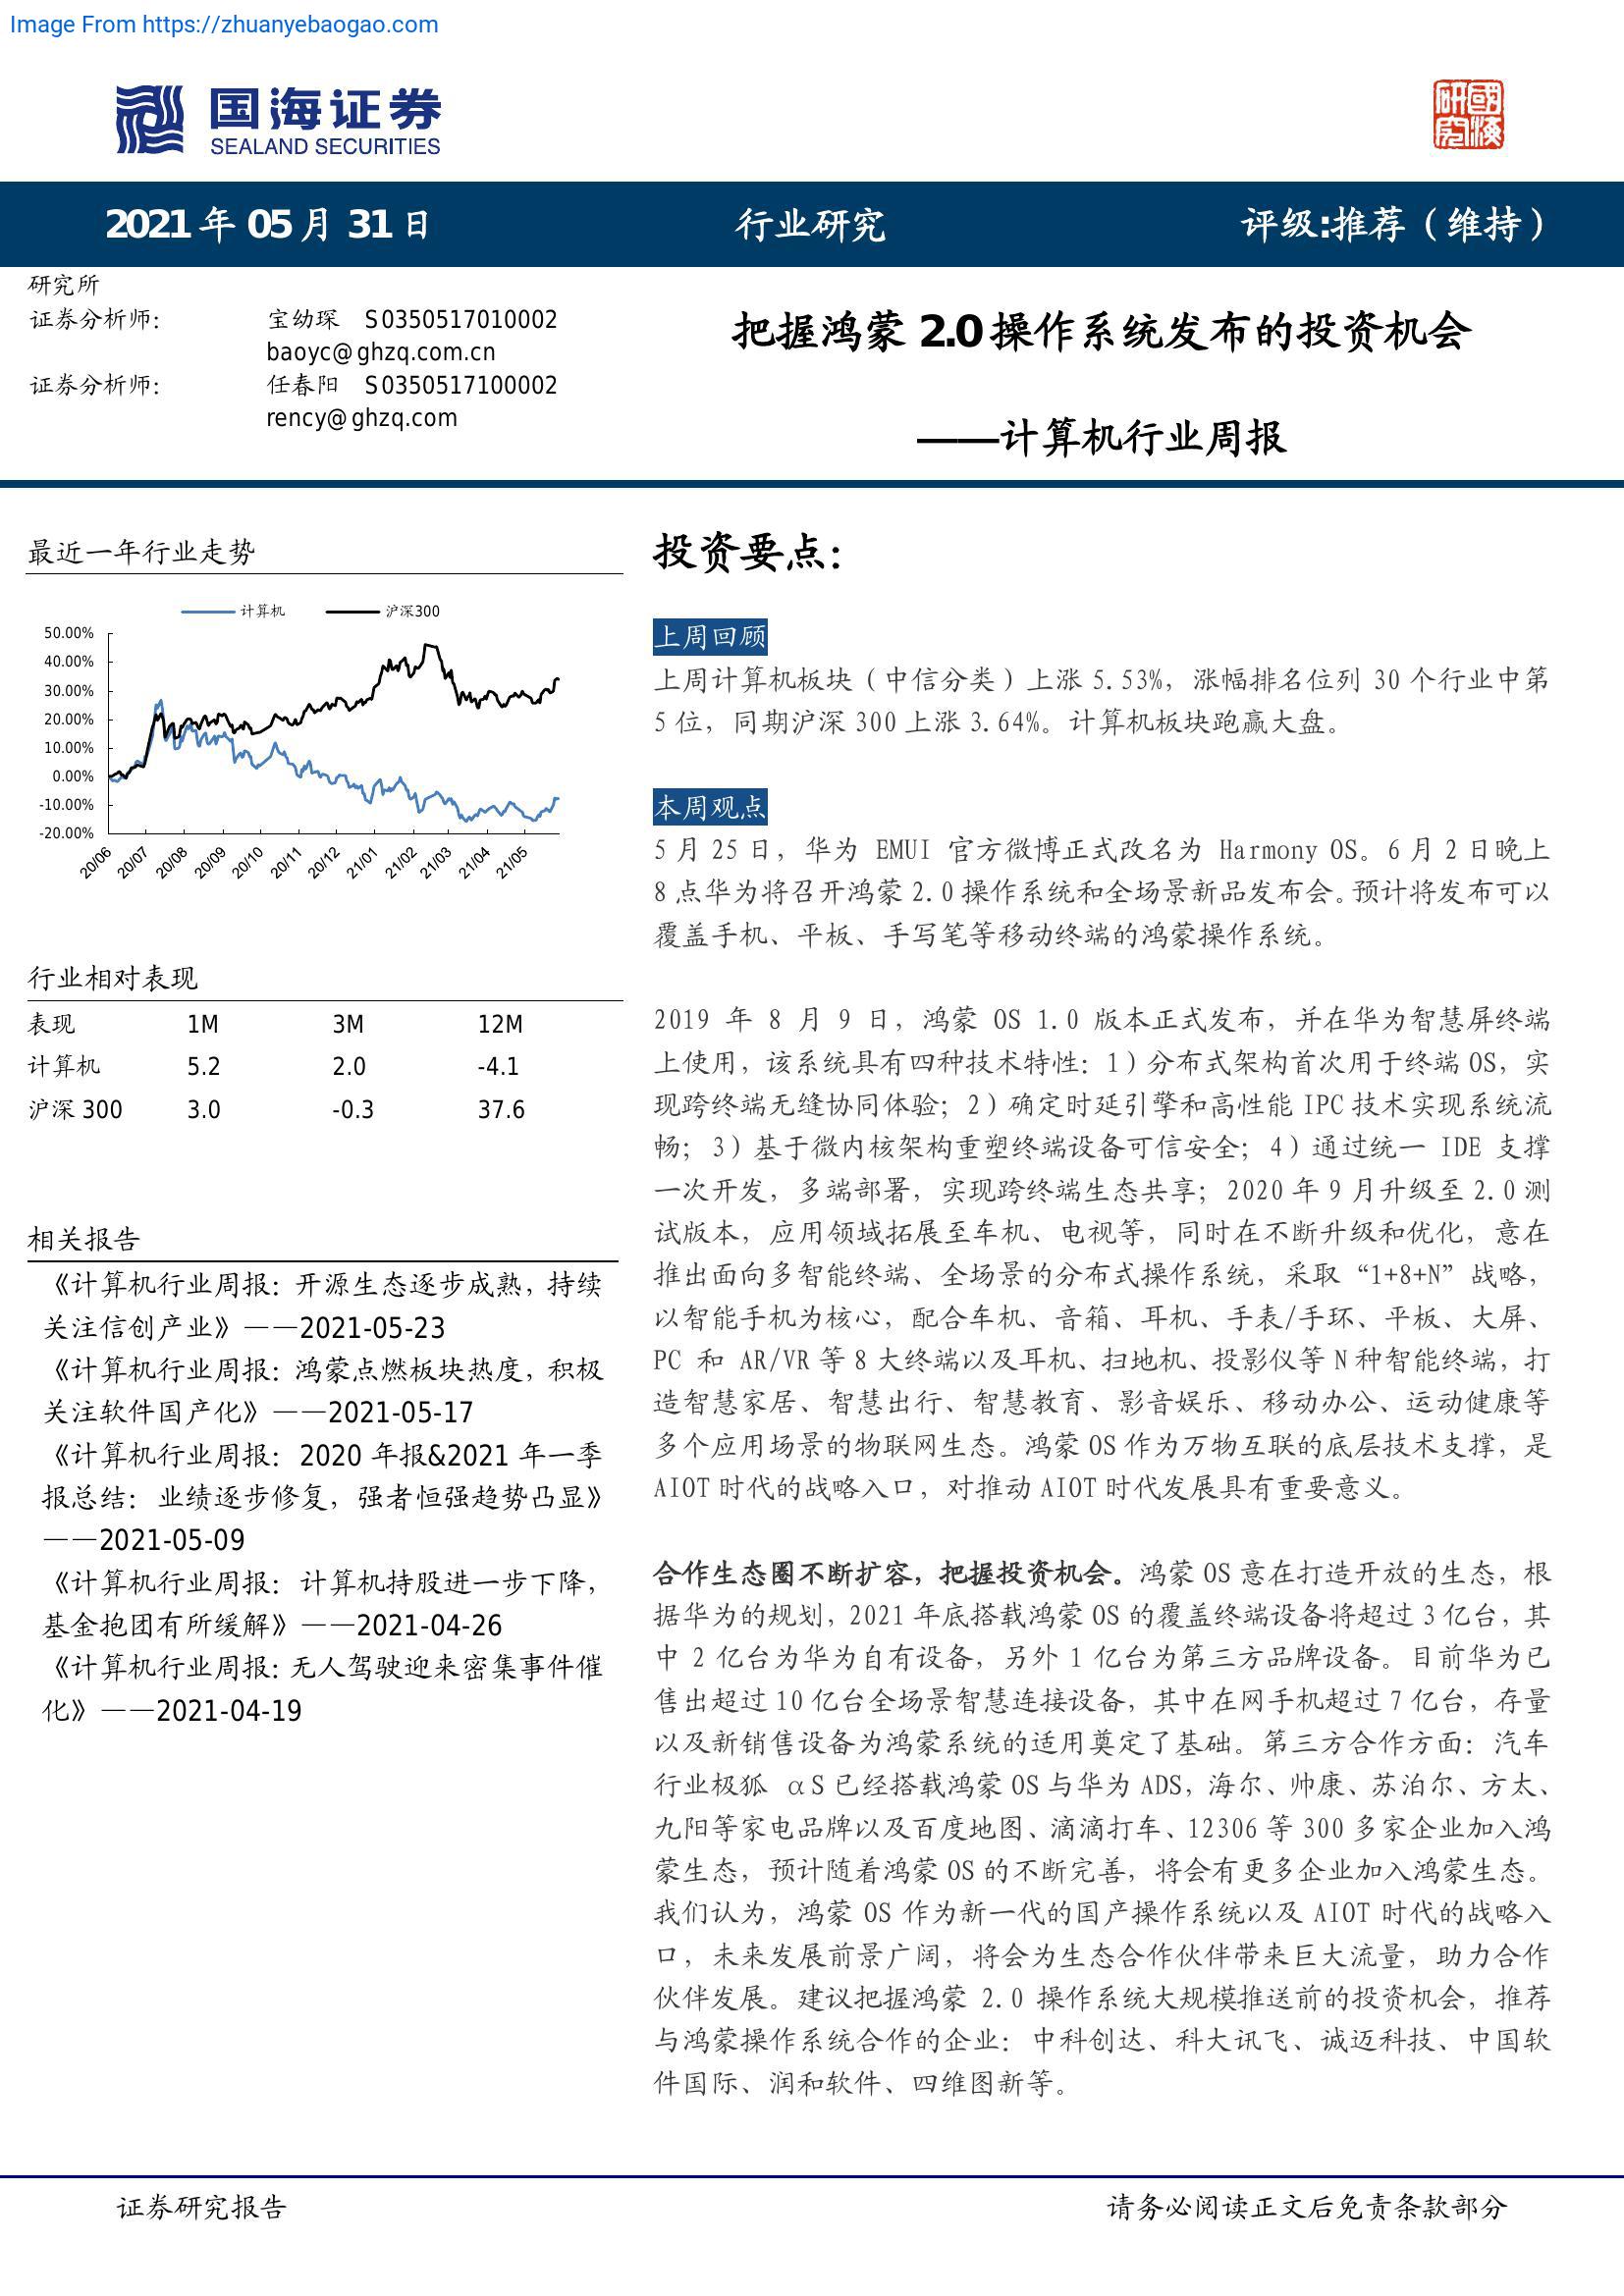 Image From https://zhuanyebaogao.com
国海证券
SEALAND SECURITIES
研究
國海
2021 年 05 月 31 日
行业研究
评级:推荐（维持）
研究所
证券分析师：
宝幼琛 S0350517010002
baoyc@ghzq.com.cn
证券分析师：
任春阳 S0350517100002
rency@ghzq.com
把握鸿蒙 2.0 操作系统发布的投资机会
——计算机行业周报
最近一年行业走势
计算机
沪深300
50.00%
40.00%
30.00%
20.00%
10.00%
0.00%
-10.00%
-20.00%
20/06
20/07
20/08
20/09
20/10
20/11
20/12
21/01
21/02
21/03
21/04
21/05
行业相对表现
表现 1M 3M 12M
计算机 5.2 2.0 -4.1
沪深 300 3.0 -0.3 37.6
相关报告
《计算机行业周报：开源生态逐步成熟，持续
关注信创产业》——2021-05-23
《计算机行业周报：鸿蒙点燃板块热度，积极
关注软件国产化》——2021-05-17
《计算机行业周报：2020 年报&2021 年一季
报总结：业绩逐步修复，强者恒强趋势凸显》
——2021-05-09
《计算机行业周报：计算机持股进一步下降，
基金抱团有所缓解》——2021-04-26
《计算机行业周报：无人驾驶迎来密集事件催
化》——2021-04-19
投资要点：
上周回顾
上周计算机板块（中信分类）上涨 5.53%，涨幅排名位列 30 个行业中第
5 位，同期沪深 300 上涨 3.64%。计算机板块跑赢大盘。
本周观点
5 月 25 日，华为 EMUI 官方微博正式改名为 Harmony OS。6 月 2 日晚上
8 点华为将召开鸿蒙 2.0 操作系统和全场景新品发布会。预计将发布可以
覆盖手机、平板、手写笔等移动终端的鸿蒙操作系统。
2019 年 8 月 9 日，鸿蒙 OS 1.0 版本正式发布，并在华为智慧屏终端
上使用，该系统具有四种技术特性：1）分布式架构首次用于终端 OS，实
现跨终端无缝协同体验；2）确定时延引擎和高性能 IPC 技术实现系统流
畅；3）基于微内核架构重塑终端设备可信安全；4）通过统一 IDE 支撑
一次开发，多端部署，实现跨终端生态共享；2020 年 9 月升级至 2.0 测
试版本，应用领域拓展至车机、电视等，同时在不断升级和优化，意在
推出面向多智能终端、全场景的分布式操作系统，采取“1+8+N”战略，
以智能手机为核心，配合车机、音箱、耳机、手表/手环、平板、大屏、
PC 和 AR/VR 等 8 大终端以及耳机、扫地机、投影仪等 N 种智能终端，打
造智慧家居、智慧出行、智慧教育、影音娱乐、移动办公、运动健康等
多个应用场景的物联网生态。鸿蒙 OS 作为万物互联的底层技术支撑，是
AIOT 时代的战略入口，对推动 AIOT 时代发展具有重要意义。
合作生态圈不断扩容，把握投资机会。鸿蒙 OS 意在打造开放的生态，根
据华为的规划，2021 年底搭载鸿蒙 OS 的覆盖终端设备将超过 3 亿台，其
中 2 亿台为华为自有设备，另外 1 亿台为第三方品牌设备。目前华为已
售出超过 10 亿台全场景智慧连接设备，其中在网手机超过 7 亿台，存量
以及新销售设备为鸿蒙系统的适用奠定了基础。第三方合作方面：汽车
行业极狐 αS 已经搭载鸿蒙 OS 与华为 ADS，海尔、帅康、苏泊尔、方太、
九阳等家电品牌以及百度地图、滴滴打车、12306 等 300 多家企业加入鸿
蒙生态，预计随着鸿蒙 OS 的不断完善，将会有更多企业加入鸿蒙生态。
我们认为，鸿蒙 OS 作为新一代的国产操作系统以及 AIOT 时代的战略入
口，未来发展前景广阔，将会为生态合作伙伴带来巨大流量，助力合作
伙伴发展。建议把握鸿蒙 2.0 操作系统大规模推送前的投资机会，推荐
与鸿蒙操作系统合作的企业：中科创达、科大讯飞、诚迈科技、中国软
件国际、润和软件、四维图新等。
证券研究报告
请务必阅读正文后免责条款部分